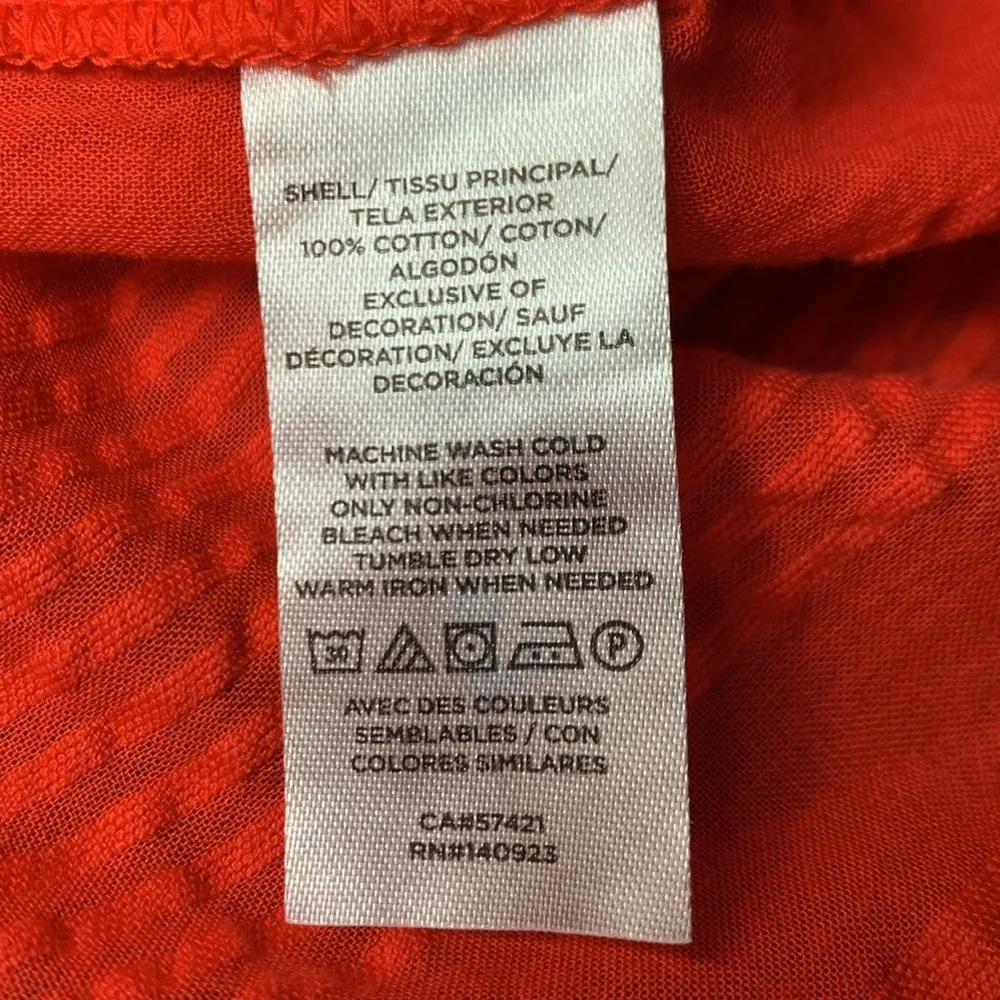 SHELL/ TISSU PRINCIPAL/
TELA EXTERIOR
100% COTTON/ COTON/
ALGODÓN
EXCLUSIVE OF
DECORATION/ SAUF
DÉCORATION/ EXCLUYE LA
DECORACIÓN
MACHINE WASH COLD
WITH LIKE COLORS
ONLY NON-CHLORINE
BLEACH WHEN NEEDED
TUMBLE DRY LOW
WARM IRON WHEN NEEDED
30 P
AVEC DES COULEURS
SEMBLABLES / CON
COLORES SIMILARES
CA#57421
RN#140923